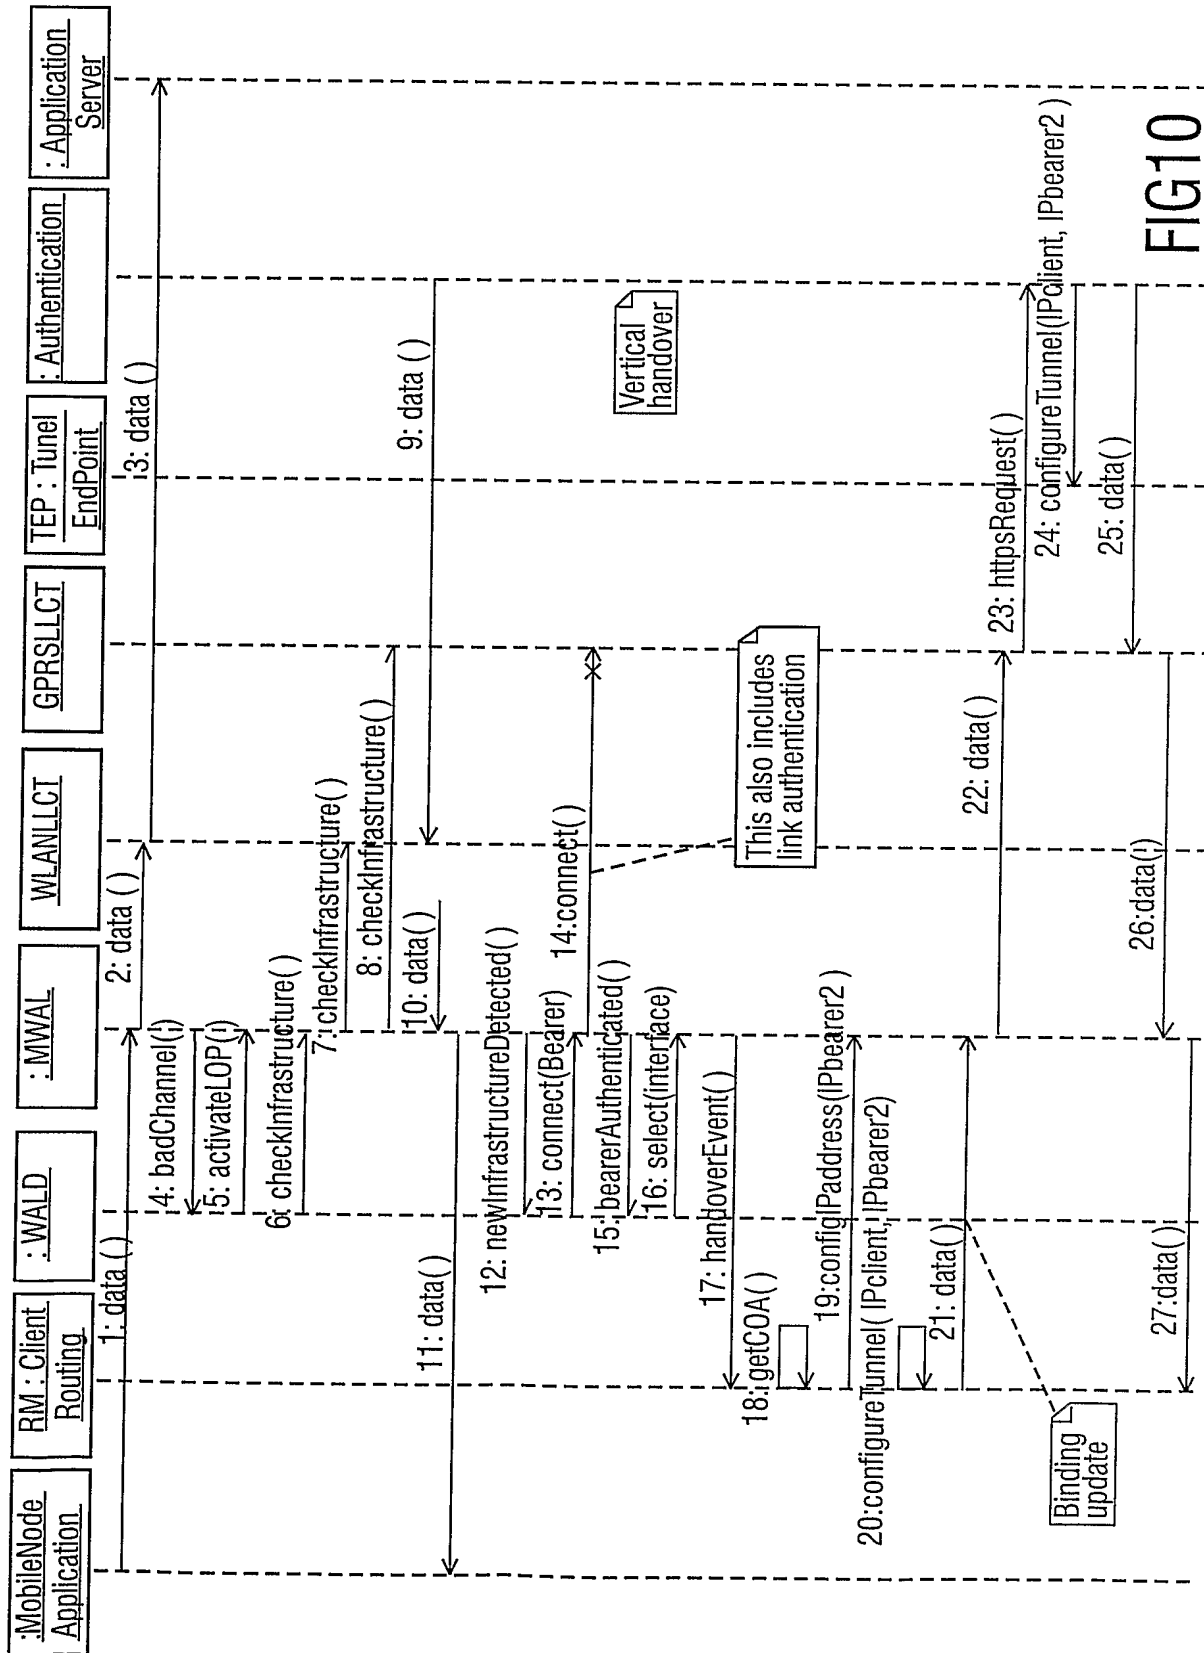 :MobileNode
Application
RM : Client
Routing
: WALD
: MWAL
WLANLLCT
GPRSLLCT
TEP : Tunel
EndPoint
: Authentication
: Application
Server
1: data ( )
2: data ( )
3: data ( )
4: badChannel( )
5: activateLOP( )
6: checkInfrastructure( )
7: checkInfrastructure( )
8: checkInfrastructure( )
9: data ( )
10: data( )
11: data( )
12: newInfrastructureDetected( )
13: connect(Bearer)
14:connect( )
15: bearerAuthenticated( )
16: select(interface)
Vertical
handover
This also includes
link authentication
17: handoverEvent( )
18: getCOA( )
19:configIPaddress(IPbearer2 )
20:configureTunnel( IPclient, IPbearer2)
21: data( )
22: data( )
23: httpsRequest( )
24: configureTunnel(IPclient, IPbearer2 )
25: data( )
26:data( )
27:data( )
Binding
update
FIG10